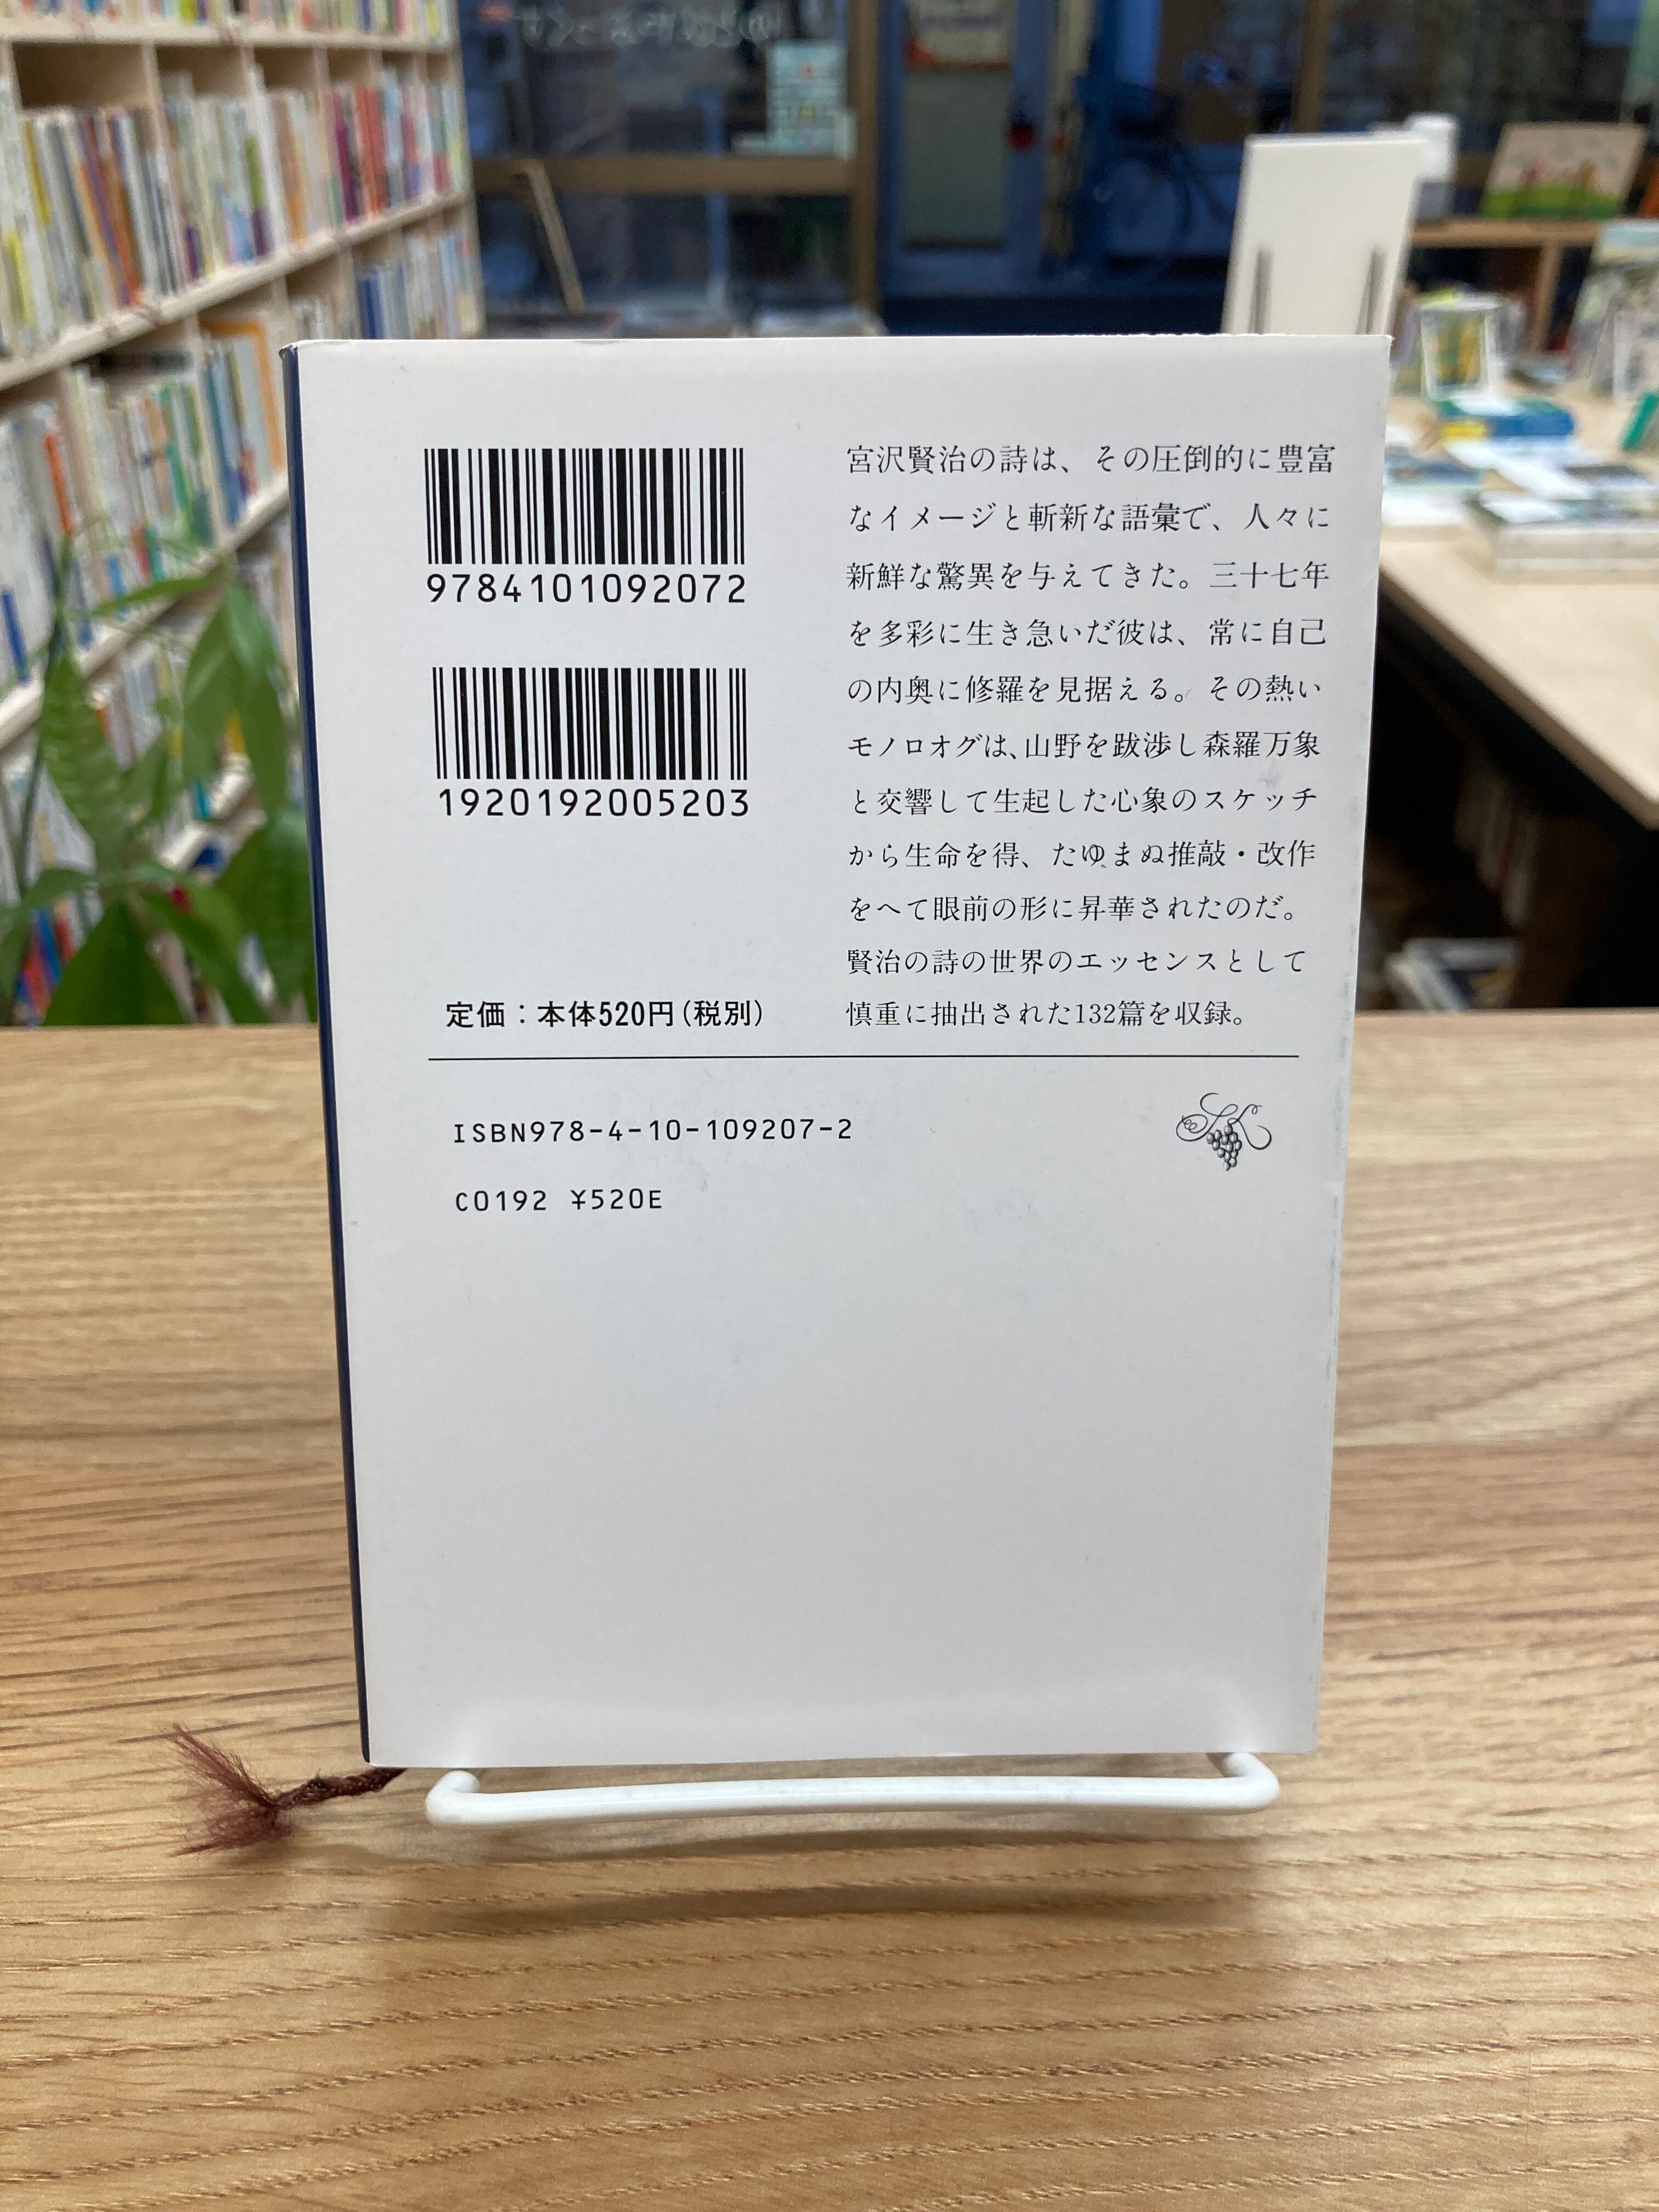 9784101092072
1920192005203
定価：本体520円（税別）
宮沢賢治の詩は、その圧倒的に豊富
なイメージと斬新な語彙で、人々に
新鮮な驚異を与えてきた。三十七年
を多彩に生き急いだ彼は、常に自己
の内奥に修羅を見据える。その熱い
モノロオグは、山野を跋渉し森羅万象
と交響して生起した心象のスケッチ
から生命を得、たゆまぬ推敲・改作
をへて眼前の形に昇華されたのだ。
賢治の詩の世界のエッセンスとして
慎重に抽出された132篇を収録。
ISBN978-4-10-109207-2
C0192 ¥520E
SK